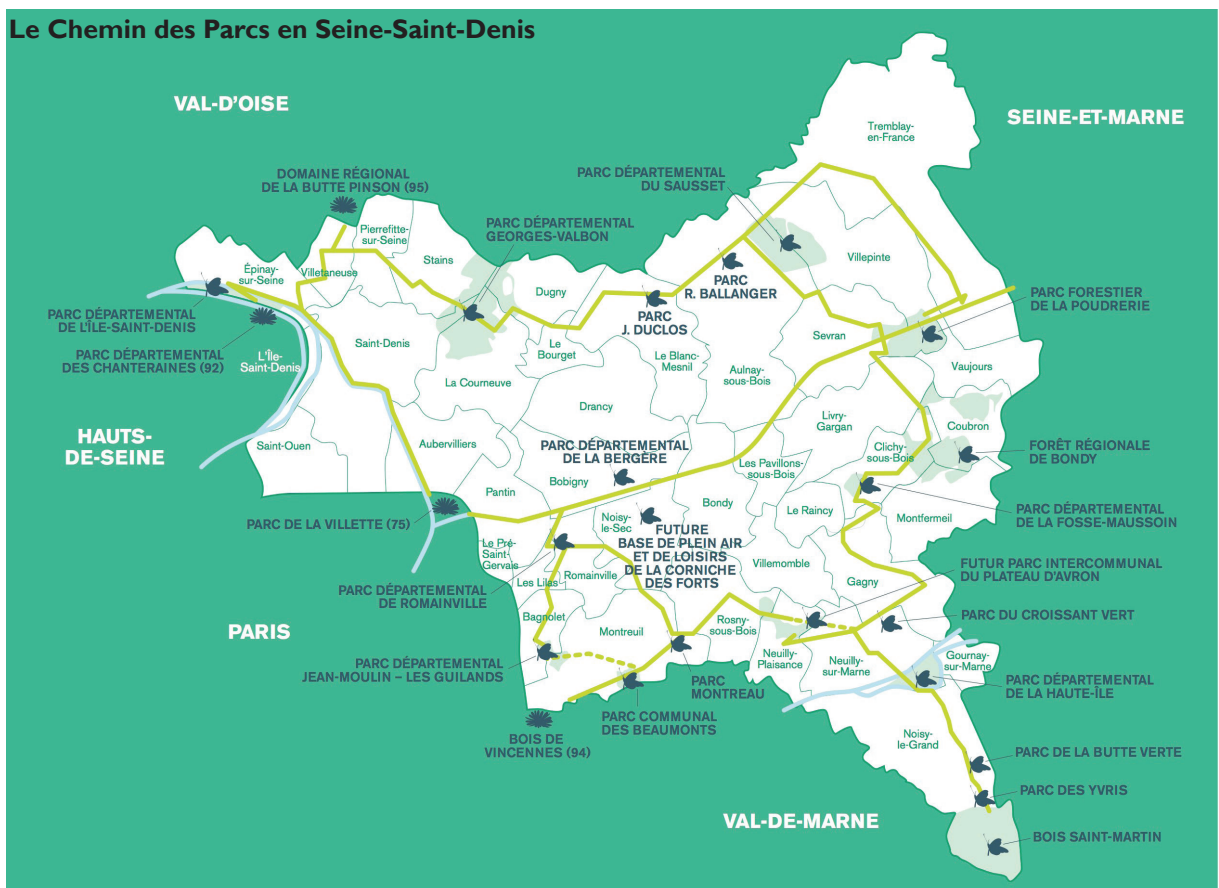 Le Chemin des Parcs en Seine-Saint-Denis
VAL-D'OISE
SEINE-ET-MARNE
Tremblay-
en-France
DOMAINE RÉGIONAL
DE LA BUTTE PINSON (95)
PARC DÉPARTEMENTAL
DU SAUSSET
PARC DÉPARTEMENTAL
GEORGES-VALBON
Pierrefitte-
sur-Seine
Stains
Villepinte
Épinay-
sur-Seine
Villetaneuse
PARC
R. BALLANGER
Dugny
PARC FORESTIER
DE LA POUDRERIE
PARC DÉPARTEMENTAL
DE L'ÎLE-SAINT-DENIS
PARC
J. DUCLOS
Sevran
PARC DÉPARTEMENTAL
DES CHANTERAINES (92)
L'Île-
Saint-Denis
Saint-Denis
Le
Bourget
Le Blanc-
Mesnil
Vaujours
Aulnay-
sous-Bois
La Courneuve
Drancy
Livry-
Gargan
Coubron
HAUTS-
DE-SEINE
Saint-Ouen
Aubervilliers
PARC DÉPARTEMENTAL
DE LA BERGÈRE
Clichy-
sous-Bois
FORÊT RÉGIONALE
DE BONDY
Les Pavillons-
sous-Bois
Bobigny
Pantin
Bondy
Le Raincy
Montfermeil
PARC DÉPARTEMENTAL
DE LA FOSSE-MAUSSOIN
PARC DE LA VILLETTE (75)
Noisy-
le-Sec
FUTURE
BASE DE PLEIN AIR
ET DE LOISIRS
DE LA CORNICHE
DES FORTS
Le Pré-
Saint-
Gervais
Villemomble
FUTUR PARC INTERCOMMUNAL
DU PLATEAU D'AVRON
Les Lilas
Romainville
Gagny
PARC DÉPARTEMENTAL
DE ROMAINVILLE
Bagnolet
PARC DU CROISSANT VERT
PARIS
Montreuil
Rosny-
sous-Bois
Neuilly-
Plaisance
Neuilly-
sur-Marne
Gournay-
sur-Marne
PARC DÉPARTEMENTAL
JEAN-MOULIN – LES GUILANDS
PARC
MONTREAU
PARC DÉPARTEMENTAL
DE LA HAUTE-ÎLE
PARC COMMUNAL
DES BEAUMONTS
BOIS DE
VINCENNES (94)
Noisy-
le-Grand
PARC DE LA BUTTE VERTE
PARC DES YVRIS
VAL-DE-MARNE
BOIS SAINT-MARTIN